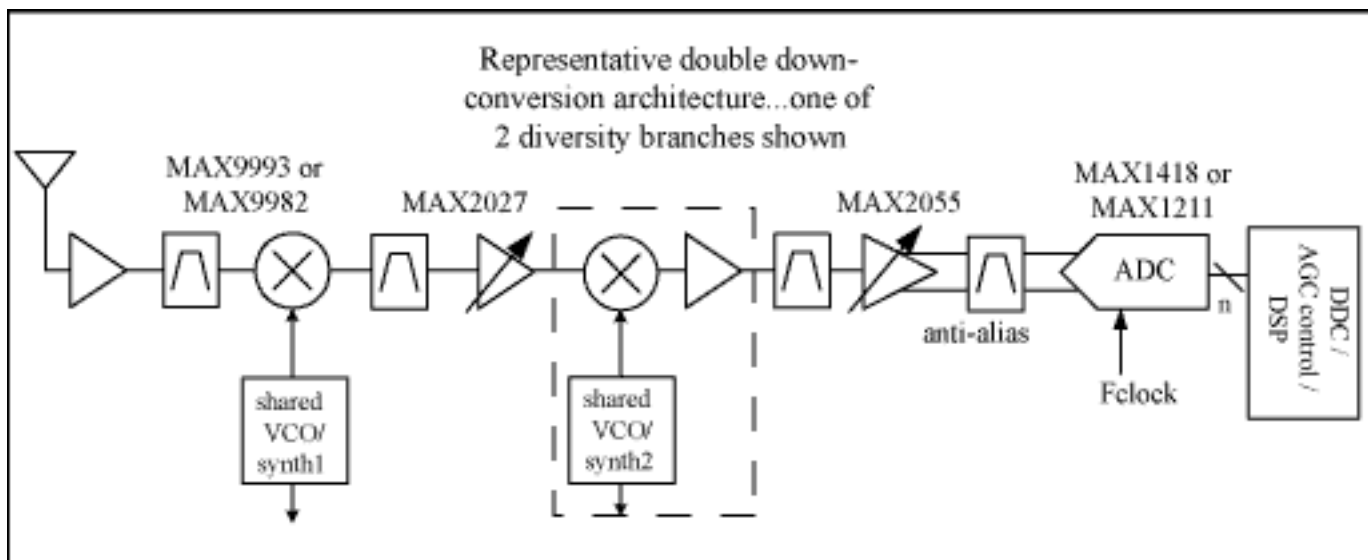 Representative double down-
conversion architecture...one of
2 diversity branches shown
MAX9993 or
MAX9982
MAX2027
MAX2055
MAX1418 or
MAX1211
ADC
n
DDC /
AGC control /
DSP
anti-alias
Fclock
shared
VCO/
synth1
shared
VCO/
synth2